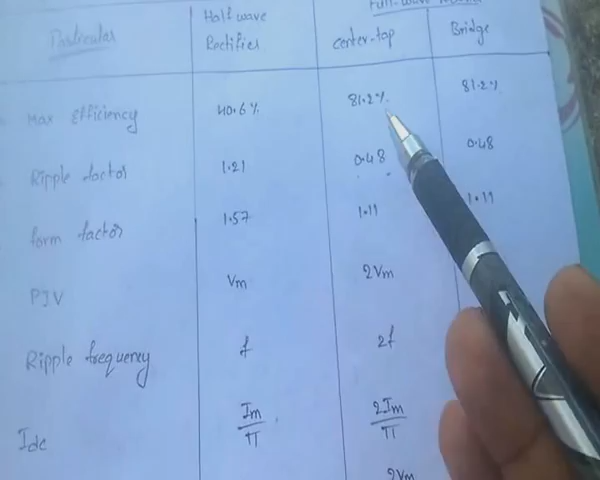 Half wave
Particular Rectifier center-tap Bridge
Max Efficiency 40.6% 81.2% 81.2%
Ripple factor 1.21 0.48 0.48
form factor 1.57 1.11 1.11
PIV Vm 2Vm
Ripple frequency f 2f
Idc Im/π 2Im/π
2Vm